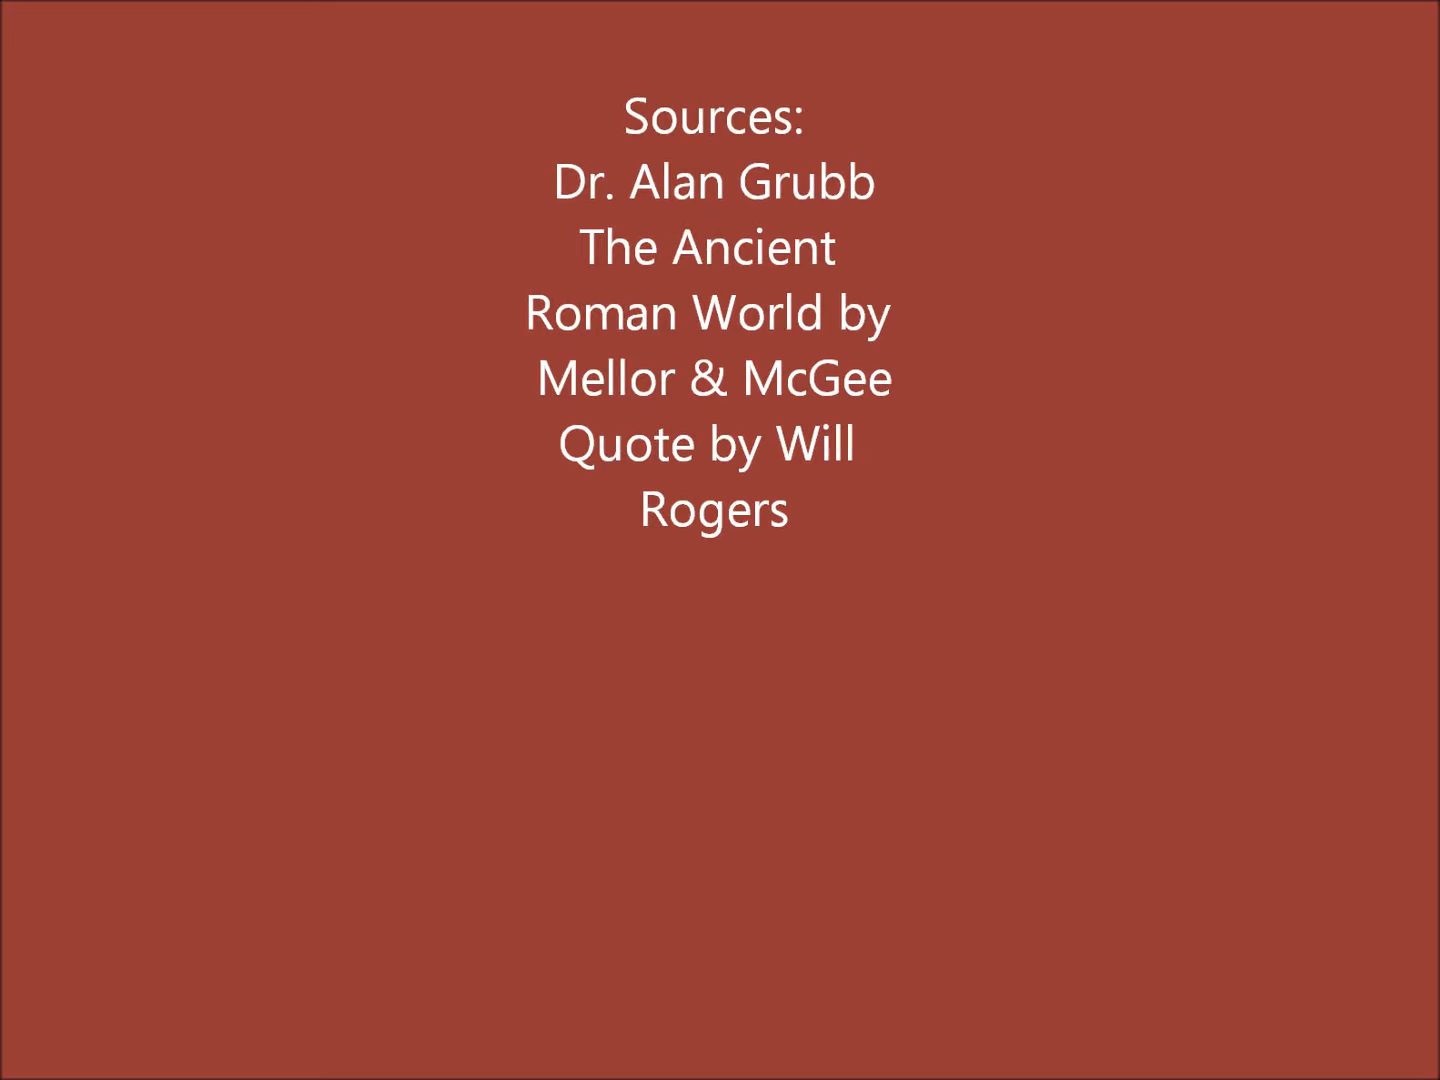 Sources:
Dr. Alan Grubb
The Ancient
Roman World by
Mellor & McGee
Quote by Will
Rogers